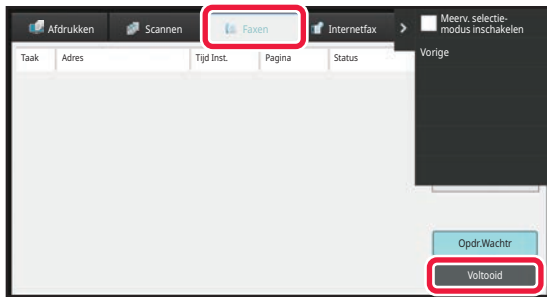 Afdrukken Scannen Faxen Internetfax
Meerv. selectie-
modus inschakelen
Taak Adres Tijd Inst. Pagina Status
Vorige
Opdr.Wachtr
Voltooid